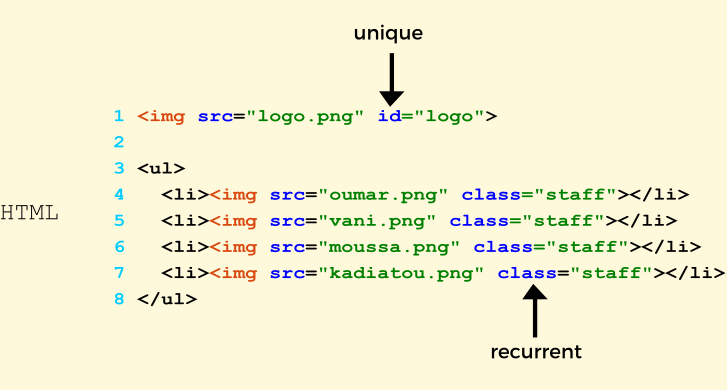 unique
1 <img src="logo.png" id="logo">
2
3 <ul>
4 <li><img src="oumar.png" class="staff"></li>
5 <li><img src="vani.png" class="staff"></li>
HTML
6 <li><img src="moussa.png" class="staff"></li>
7 <li><img src="kadiatou.png" class="staff"></li>
8 </ul>
recurrent